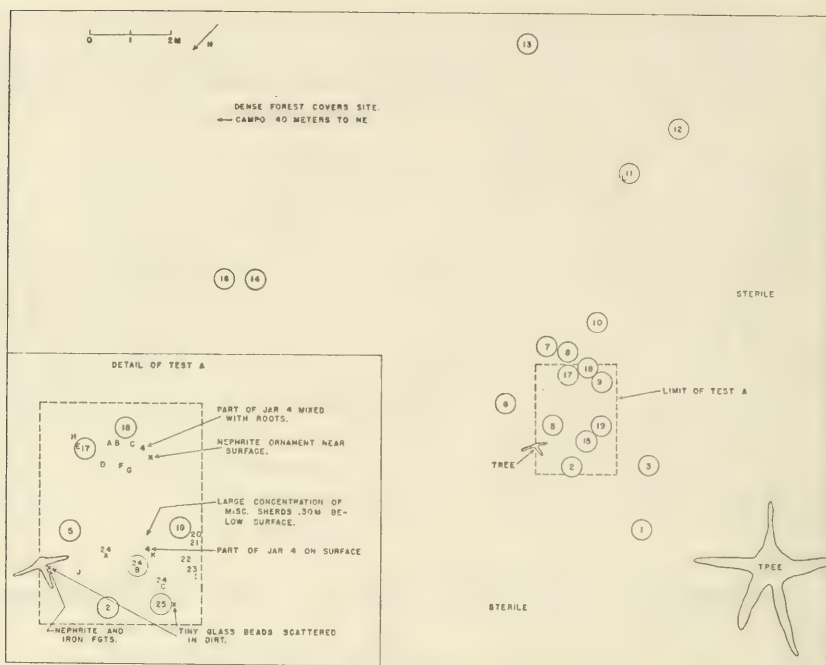 0 1 2M
N
DENSE FOREST COVERS SITE.
CAMPO 40 METERS TO NE
13
12
11
16 14
STERILE
10
7
8
18
17
9
LIMIT OF TEST A
6
5
19
15
TREE
2
3
1
TREE
STERILE
DETAIL OF TEST A
PART OF JAR 4 MIXED
WITH ROOTS.
NEPHRITE ORNAMENT NEAR
SURFACE.
18
H
E 17
A B C 4
X
D F G
LARGE CONCENTRATION OF
MISC. SHERDS .30M BE-
LOW SURFACE.
5
19
20
21
PART OF JAR 4 ON SURFACE
24
A
4
K
22
24
B
23
J
24
C
I
2
25 X
NEPHRITE AND
IRON FGTS.
TINY GLASS BEADS SCATTERED
IN DIRT.